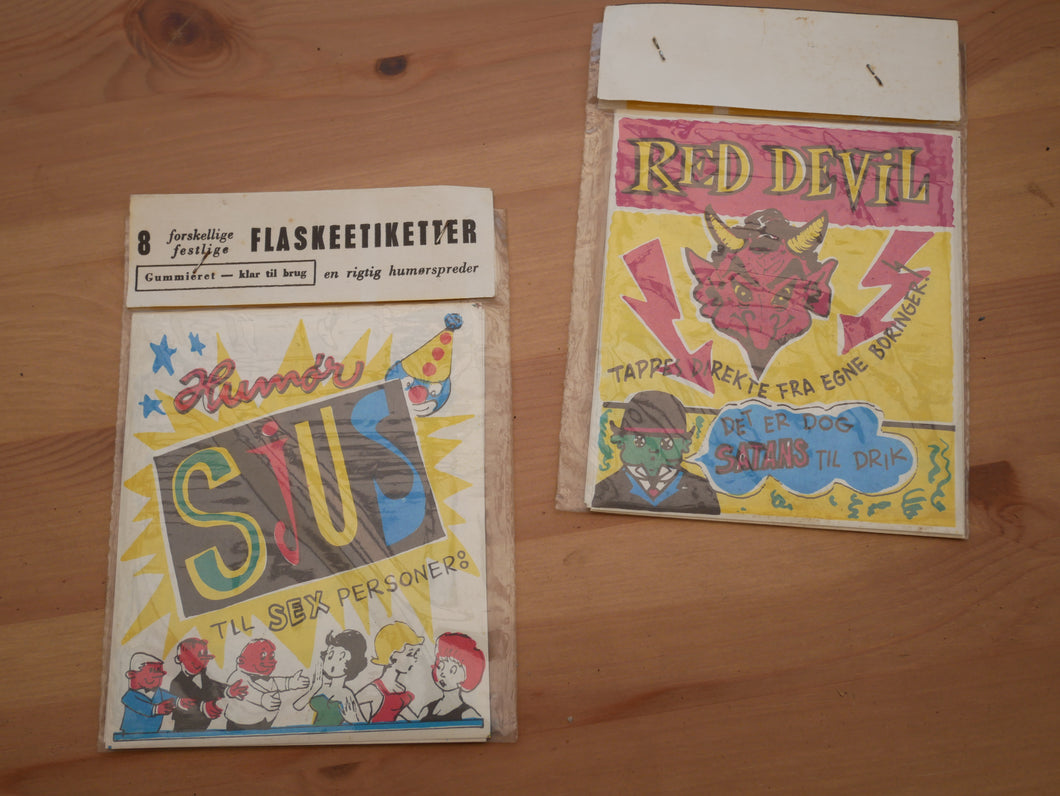 8 forskellige festlige FLASKEETIKETTER
Gummiéret — klar til brug en rigtig humørspreder
Humør
SJUS
TIL SEX PERSONER:
RED DEVIL
TAPPET DIREKTE FRA EGNE BORINGER.
DET ER DOG
SATANS TIL DRIK